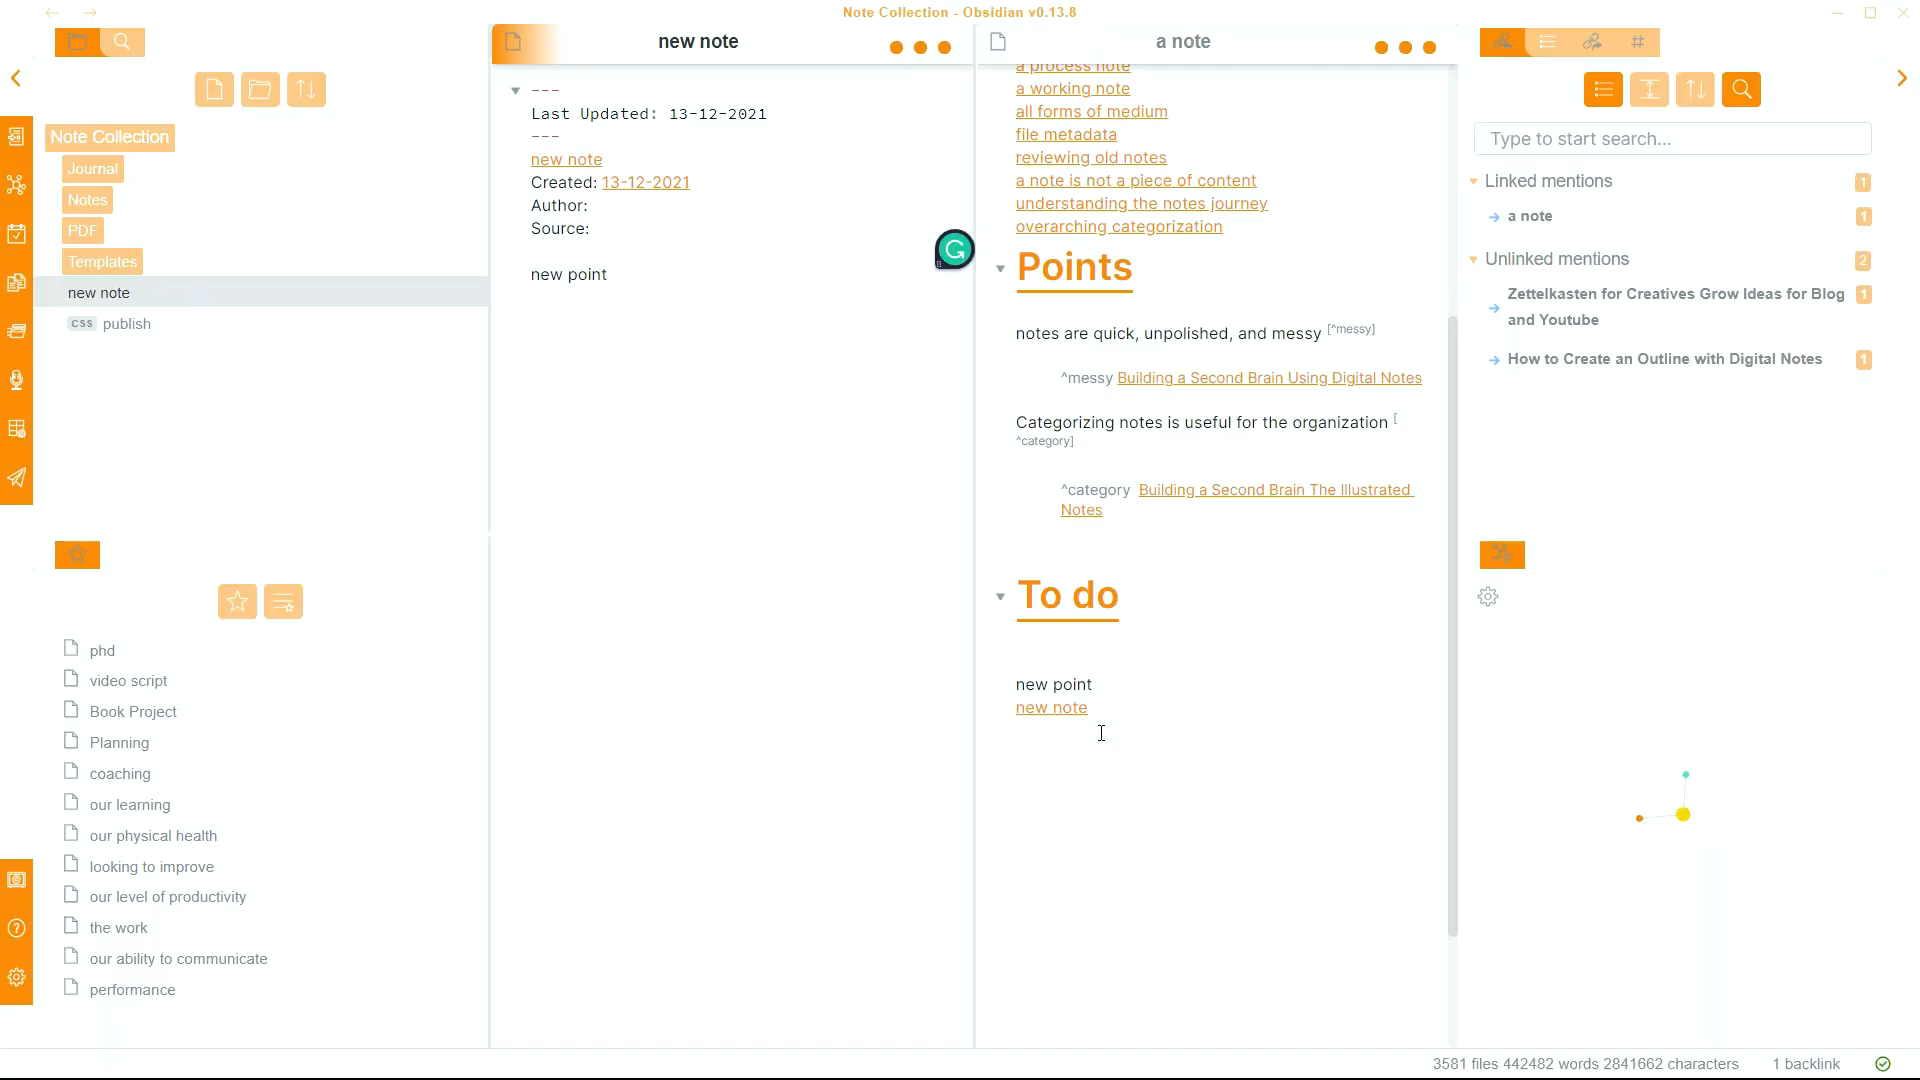 Note Collection - Obsidian v0.13.8
new note
a note
Note Collection
Journal
Notes
PDF
Templates
new note
CSS publish
phd
video script
Book Project
Planning
coaching
our learning
our physical health
looking to improve
our level of productivity
the work
our ability to communicate
performance
---
Last Updated: 13-12-2021
---
new note
Created: 13-12-2021
Author:
Source:
new point
a process note
a working note
all forms of medium
file metadata
reviewing old notes
a note is not a piece of content
understanding the notes journey
overarching categorization
Points
notes are quick, unpolished, and messy [^messy]
^messy Building a Second Brain Using Digital Notes
Categorizing notes is useful for the organization [
^category]
^category Building a Second Brain The Illustrated
Notes
To do
new point
new note
Type to start search...
Linked mentions 1
a note 1
Unlinked mentions 2
Zettelkasten for Creatives Grow Ideas for Blog 1
and Youtube
How to Create an Outline with Digital Notes 1
3581 files 442482 words 2841662 characters 1 backlink